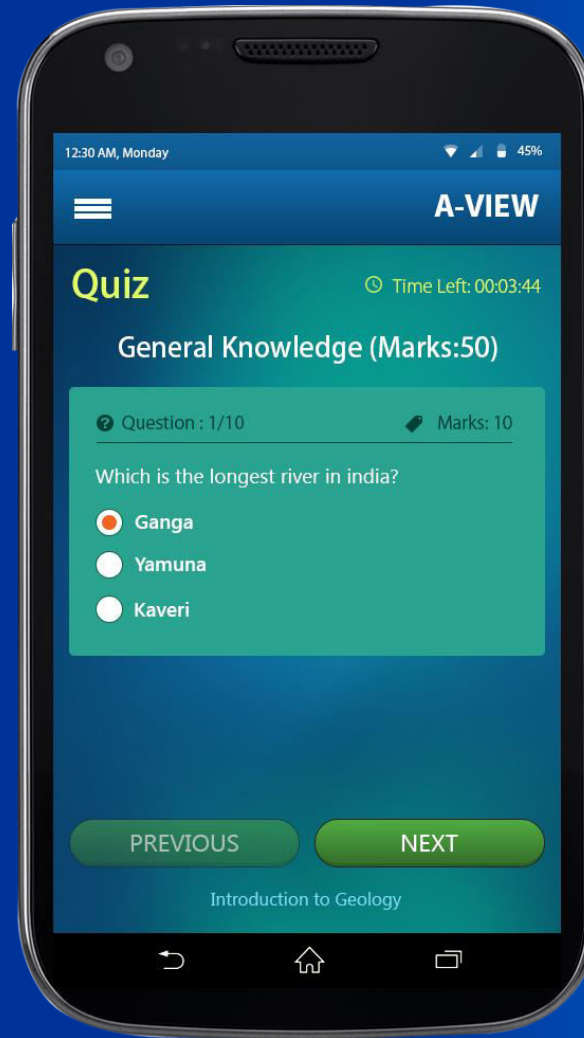 12:30 AM, Monday 45%
A-VIEW
Quiz Time Left: 00:03:44
General Knowledge (Marks:50)
Question : 1/10 Marks: 10
Which is the longest river in india?
Ganga
Yamuna
Kaveri
PREVIOUS NEXT
Introduction to Geology